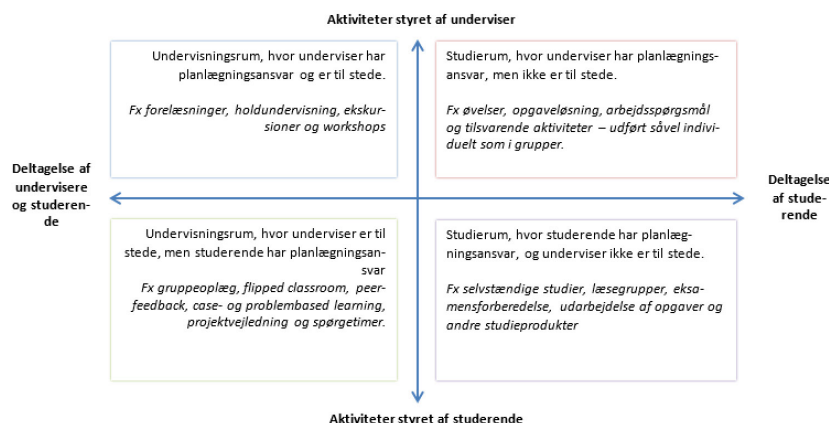 Aktiviteter styret af underviser
Undervisningsrum, hvor underviser har
planlægningsansvar og er til stede.
Fx forelæsninger, holdundervisning, ekskur-
sioner og workshops
Studierum, hvor underviser har planlægnings-
ansvar, men ikke er til stede.
Fx øvelser, opgaveløsning, arbejdsspørgsmål
og tilsvarende aktiviteter – udført såvel indivi-
duelt som i grupper.
Deltagelse af
undervisere
og studeren-
de
Deltagelse
af stude-
rende
Undervisningsrum, hvor underviser er til
stede, men studerende har planlægningsan-
svar
Fx gruppeoplæg, flipped classroom, peer-
feedback, case- og problembased learning,
projektvejledning og spørgetimer.
Studierum, hvor studerende har planlæg-
ningsansvar, og underviser ikke er til stede.
Fx selvstændige studier, læsegrupper, eksa-
mensforberedelse, udarbejdelse af opgaver og
andre studieprodukter
Aktiviteter styret af studerende